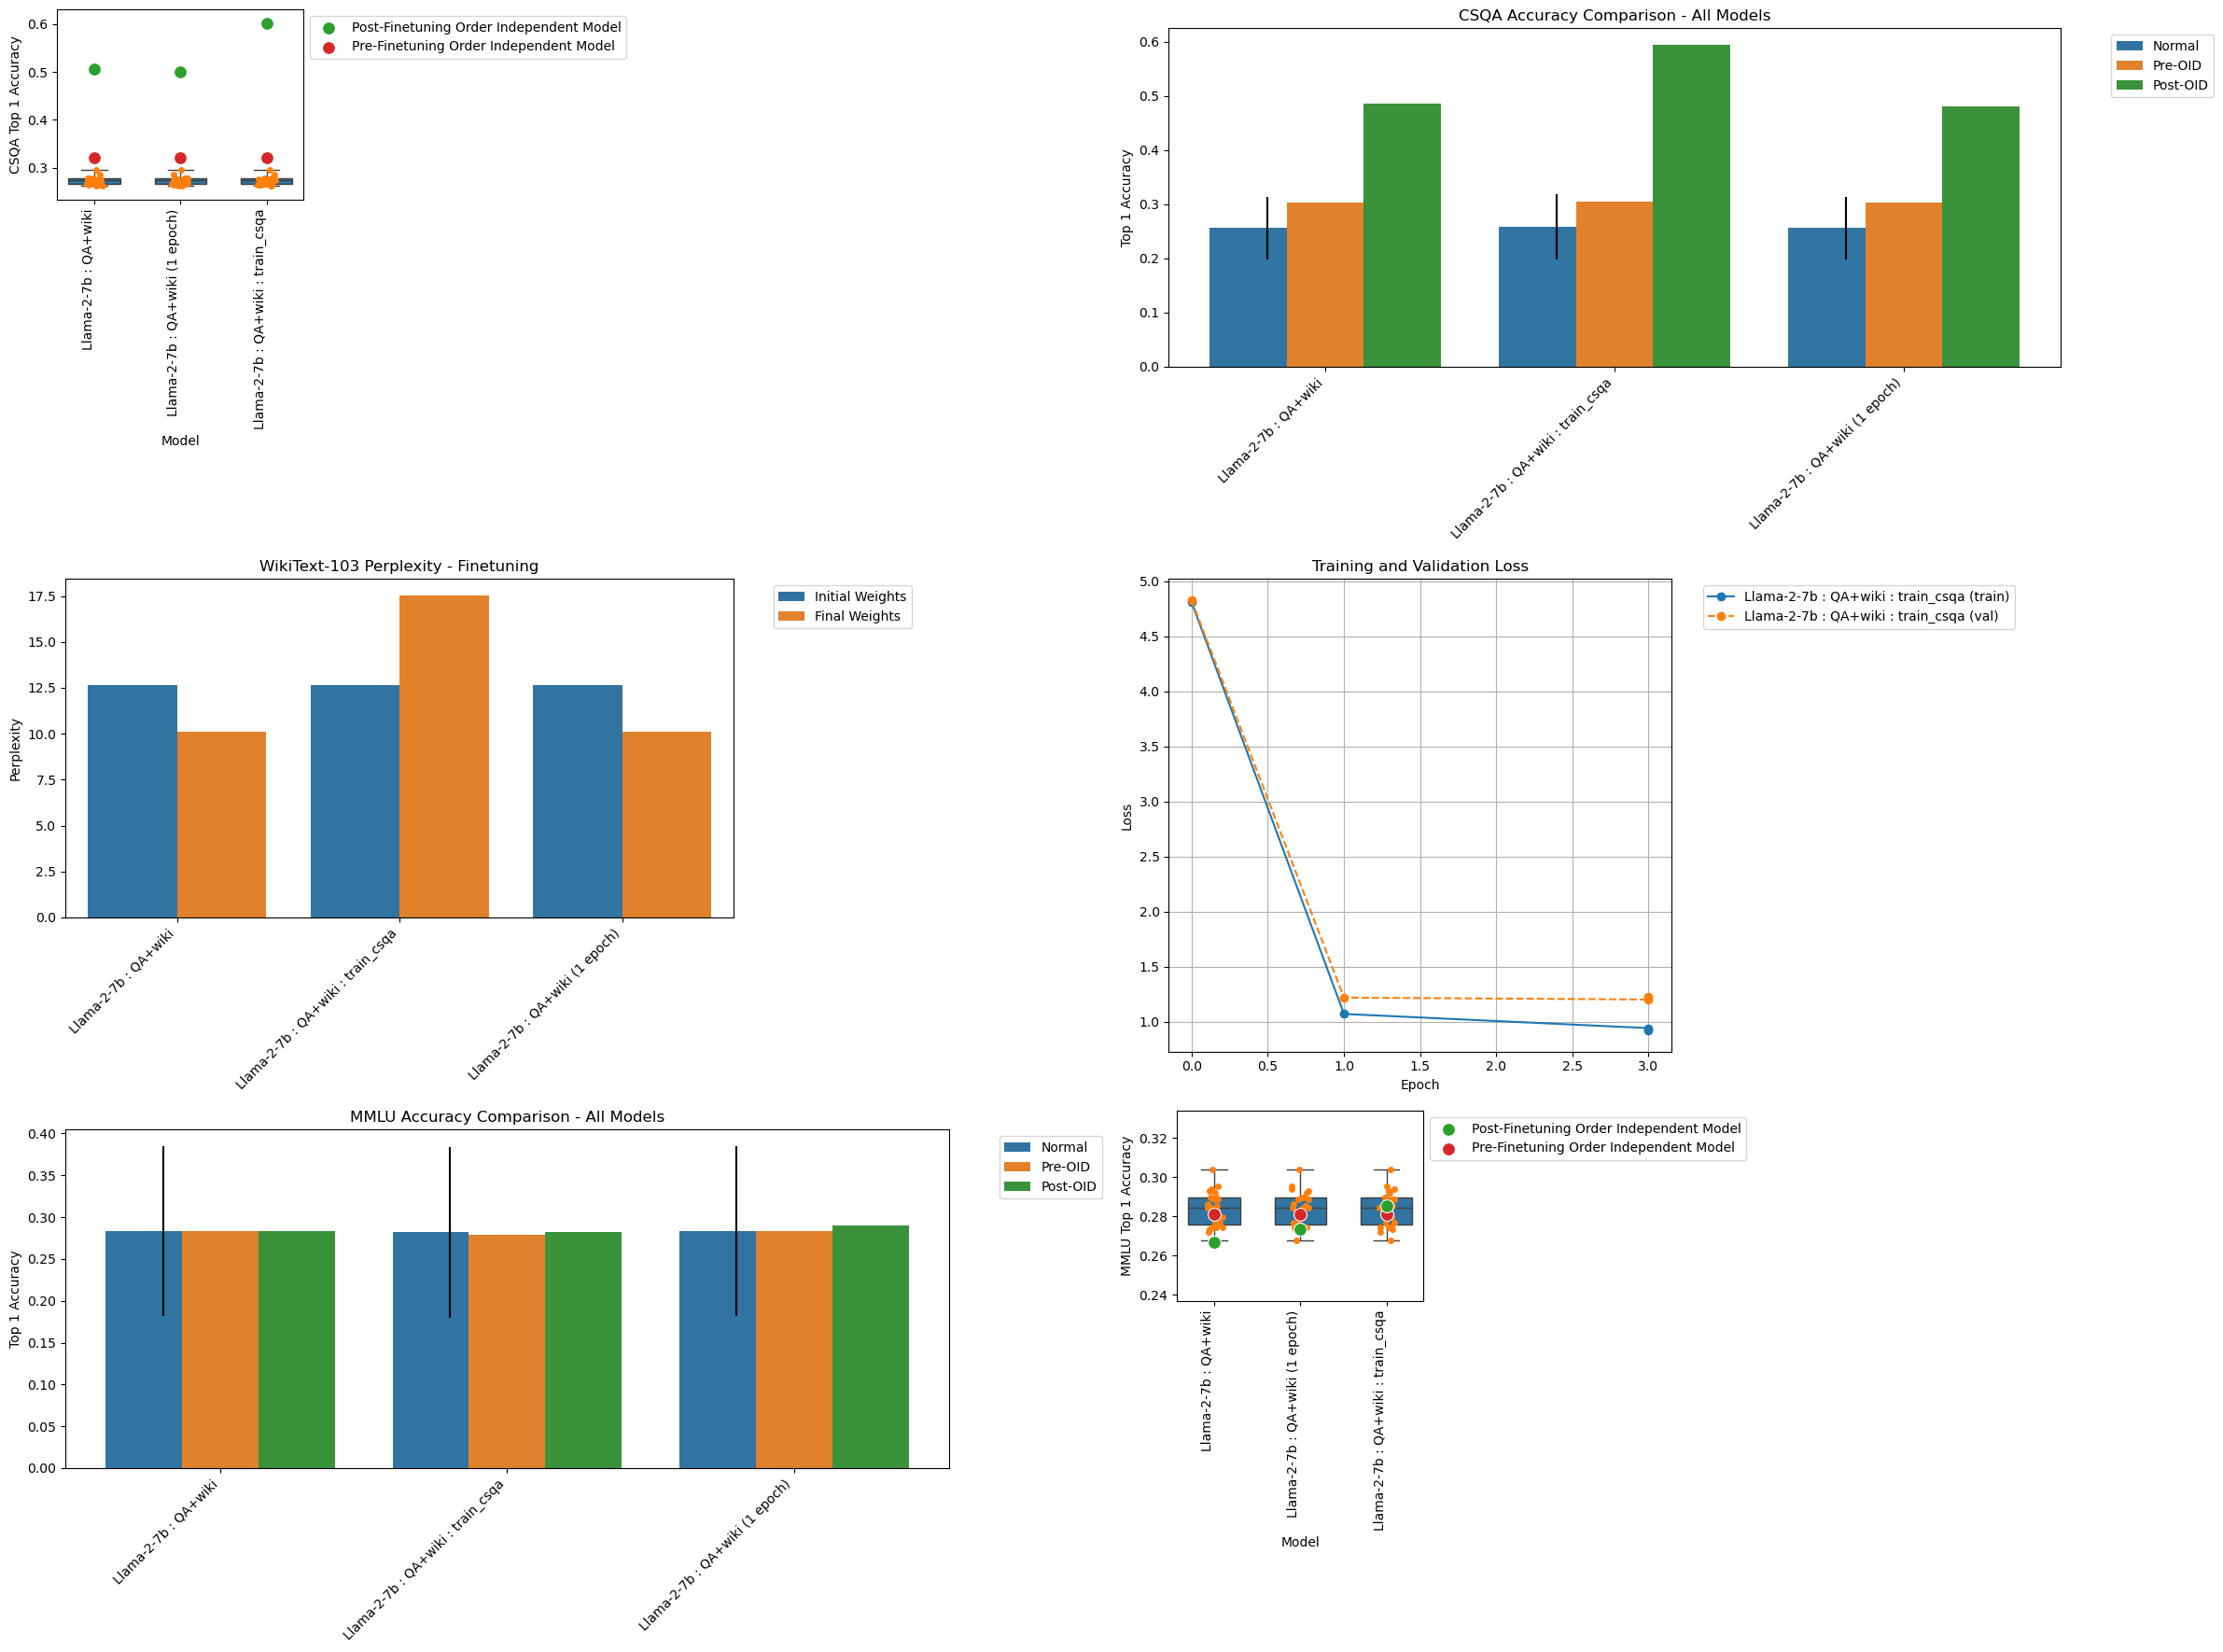 0.6
0.5
0.4
0.3
CSQA Top 1 Accuracy
Post-Finetuning Order Independent Model
Pre-Finetuning Order Independent Model
Llama-2-7b : QA+wiki
Llama-2-7b : QA+wiki (1 epoch)
Llama-2-7b : QA+wiki : train_csqa
Model
CSQA Accuracy Comparison - All Models
0.6
0.5
0.4
0.3
0.2
0.1
0.0
Top 1 Accuracy
Normal
Pre-OID
Post-OID
Llama-2-7b : QA+wiki
Llama-2-7b : QA+wiki : train_csqa
Llama-2-7b : QA+wiki (1 epoch)
WikiText-103 Perplexity - Finetuning
17.5
15.0
12.5
10.0
7.5
5.0
2.5
0.0
Perplexity
Initial Weights
Final Weights
Llama-2-7b : QA+wiki
Llama-2-7b : QA+wiki : train_csqa
Llama-2-7b : QA+wiki (1 epoch)
Training and Validation Loss
5.0
4.5
4.0
3.5
3.0
2.5
2.0
1.5
1.0
Loss
0.0 0.5 1.0 1.5 2.0 2.5 3.0
Epoch
Llama-2-7b : QA+wiki : train_csqa (train)
Llama-2-7b : QA+wiki : train_csqa (val)
MMLU Accuracy Comparison - All Models
0.40
0.35
0.30
0.25
0.20
0.15
0.10
0.05
0.00
Top 1 Accuracy
Normal
Pre-OID
Post-OID
Llama-2-7b : QA+wiki
Llama-2-7b : QA+wiki : train_csqa
Llama-2-7b : QA+wiki (1 epoch)
0.32
0.30
0.28
0.26
0.24
MMLU Top 1 Accuracy
Post-Finetuning Order Independent Model
Pre-Finetuning Order Independent Model
Llama-2-7b : QA+wiki
Llama-2-7b : QA+wiki (1 epoch)
Llama-2-7b : QA+wiki : train_csqa
Model